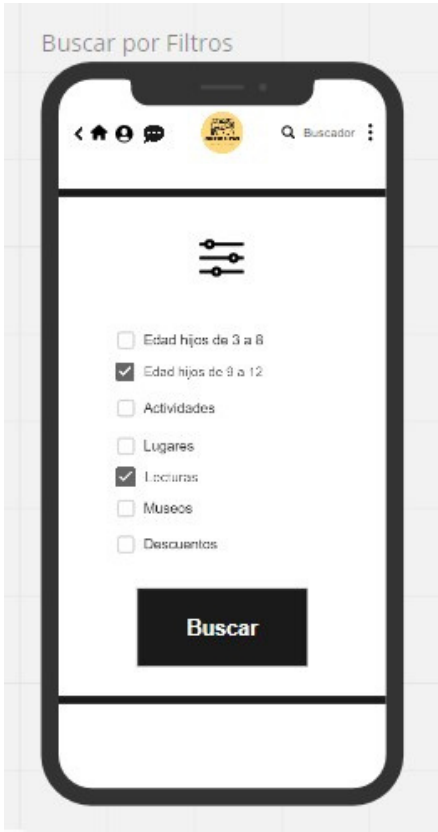 Buscar por Filtros
Buscador
Edad hijos de 3 a 8
Edad hijos de 9 a 12
Actividades
Lugares
Lecturas
Museos
Descuentos
Buscar